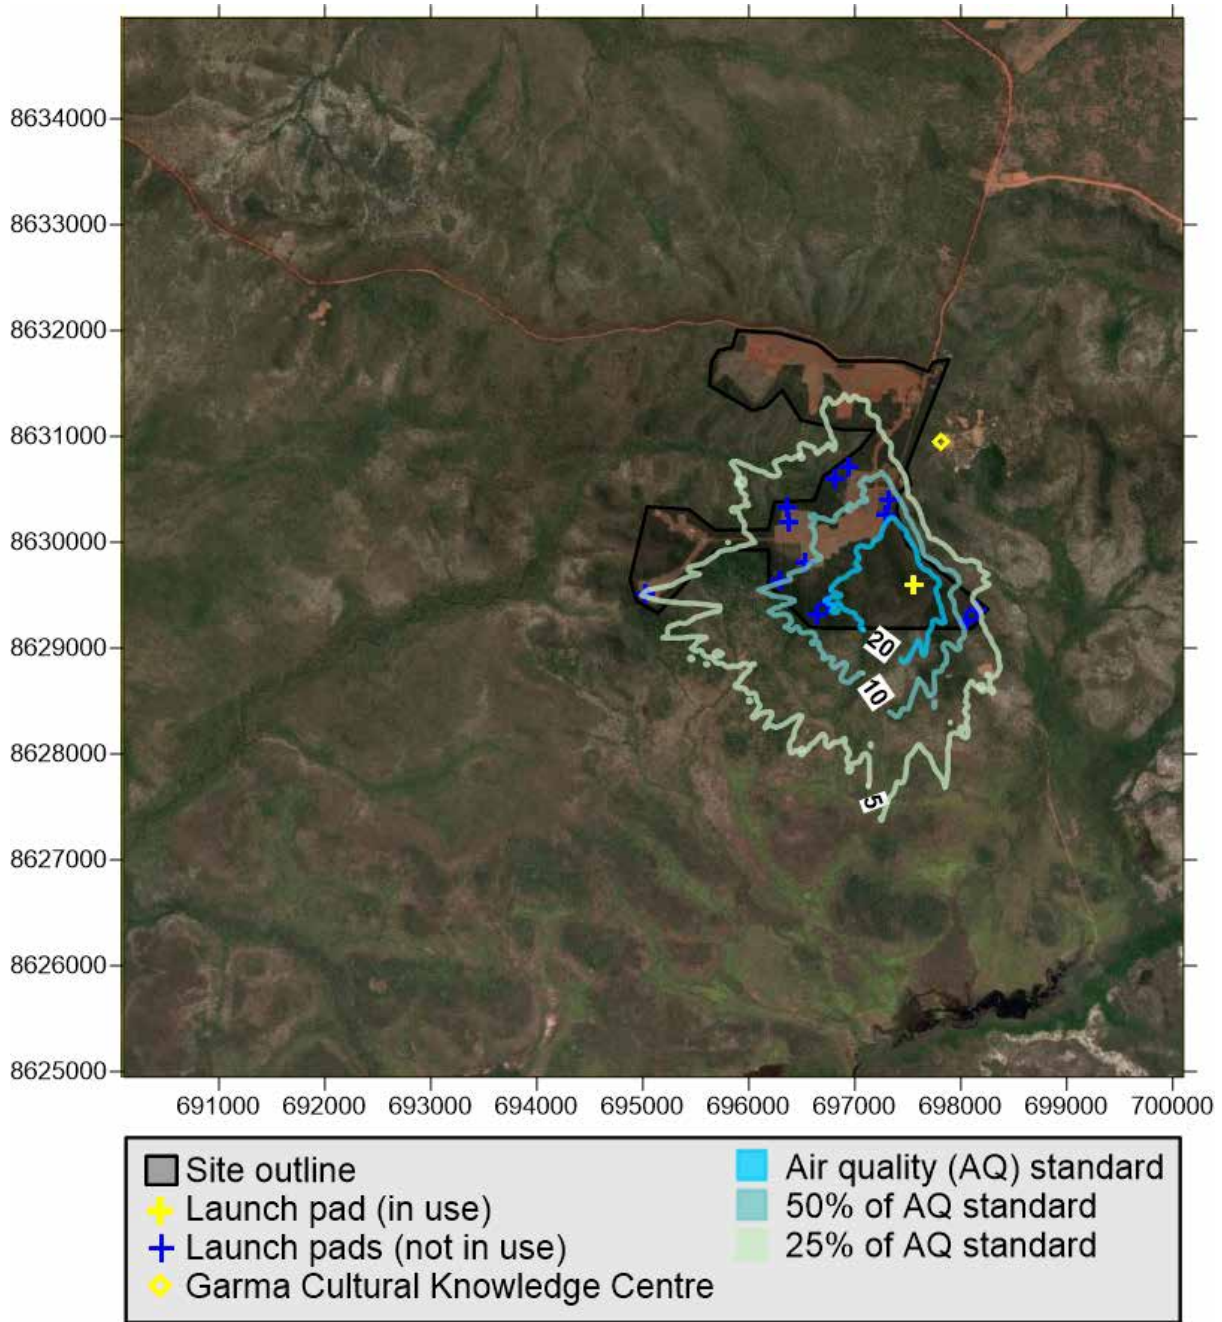 8634000
8633000
8632000
8631000
8630000
8629000
8628000
8627000
8626000
8625000
20
10
5
691000 692000 693000 694000 695000 696000 697000 698000 699000 700000
Site outline
Launch pad (in use)
Launch pads (not in use)
Garma Cultural Knowledge Centre
Air quality (AQ) standard
50% of AQ standard
25% of AQ standard